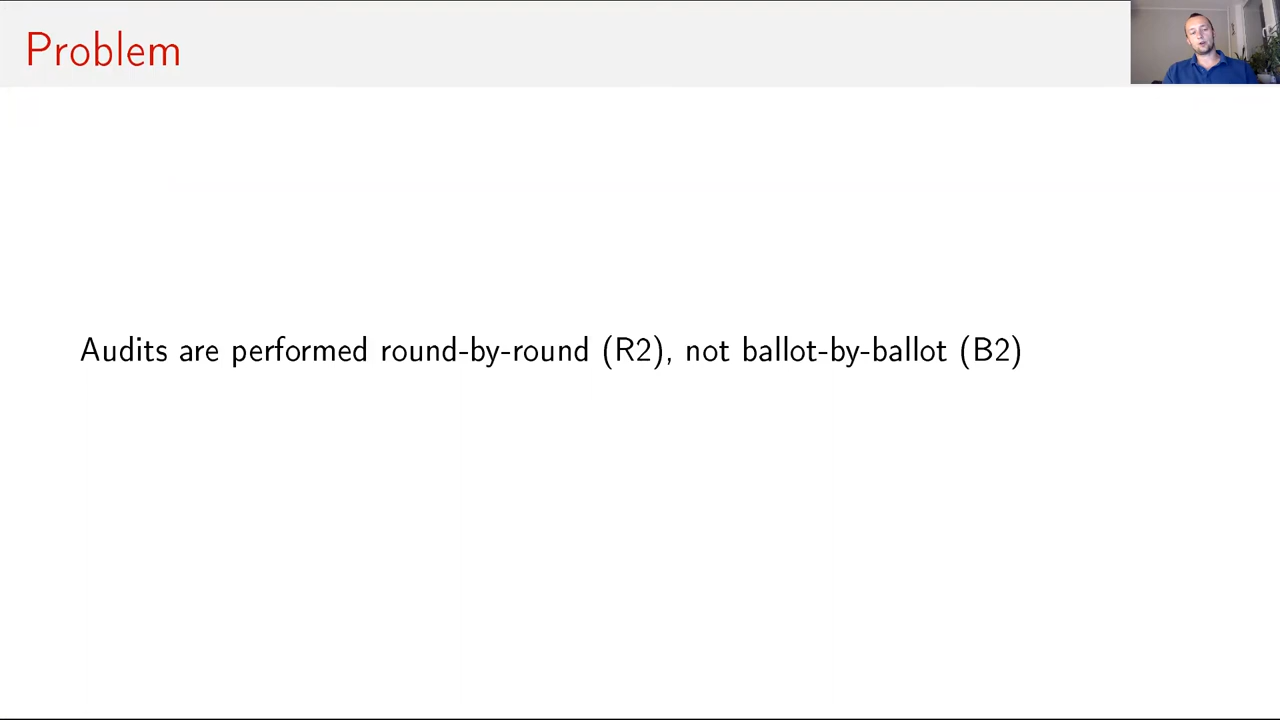 Problem
Audits are performed round-by-round (R2), not ballot-by-ballot (B2)